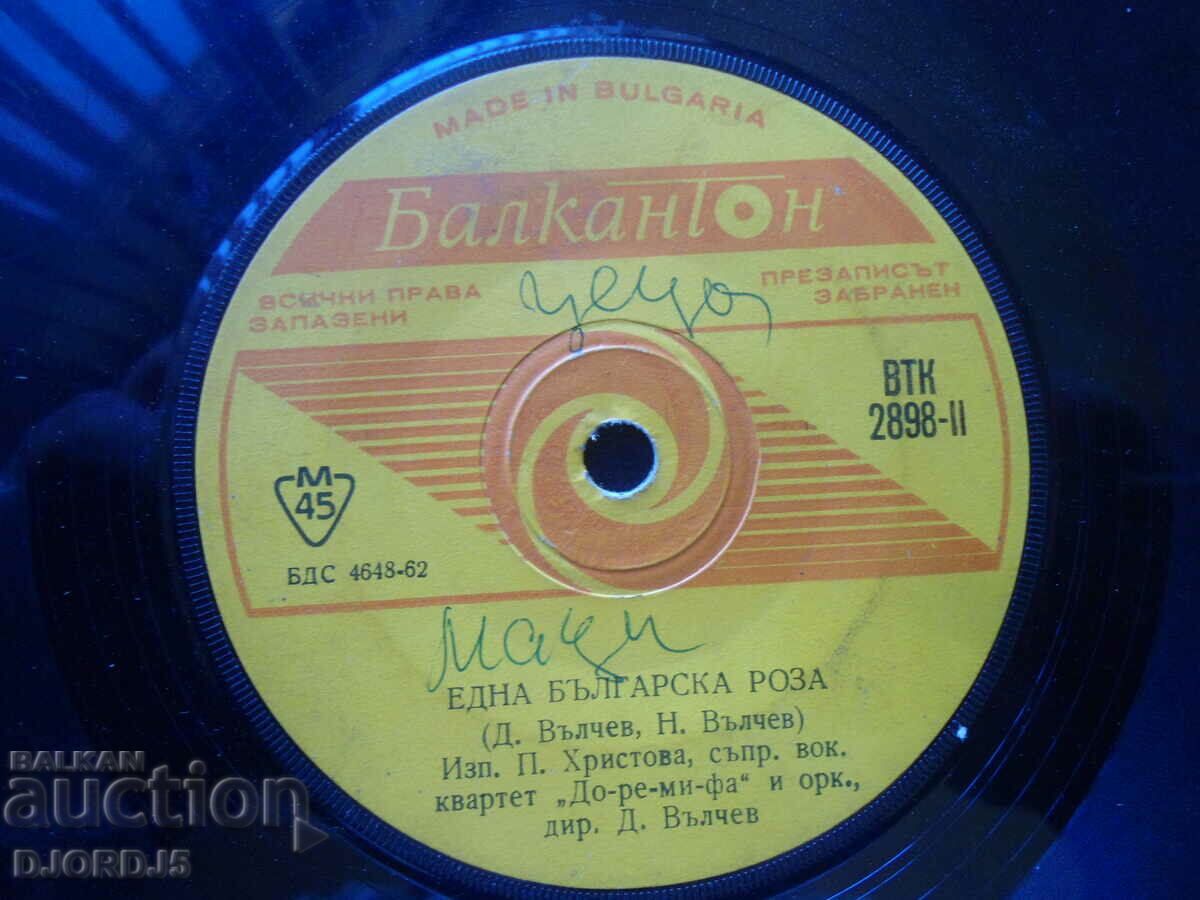 MADE IN BULGARIA
Балкантон
ВСИЧКИ ПРАВА
ЗАПАЗЕНИ
ПРЕЗАПИСЪТ
ЗАБРАНЕН
цеца
ВТК
2898-II
М
45
БДС 4648-62
Маци
ЕДНА БЪЛГАРСКА РОЗА
(Д. Вълчев, Н. Вълчев)
Изп. П. Христова, съпр. вок.
квартет „До-ре-ми-фа“ и орк.,
дир. Д. Вълчев
BALKAN
auction
DJORDJ5